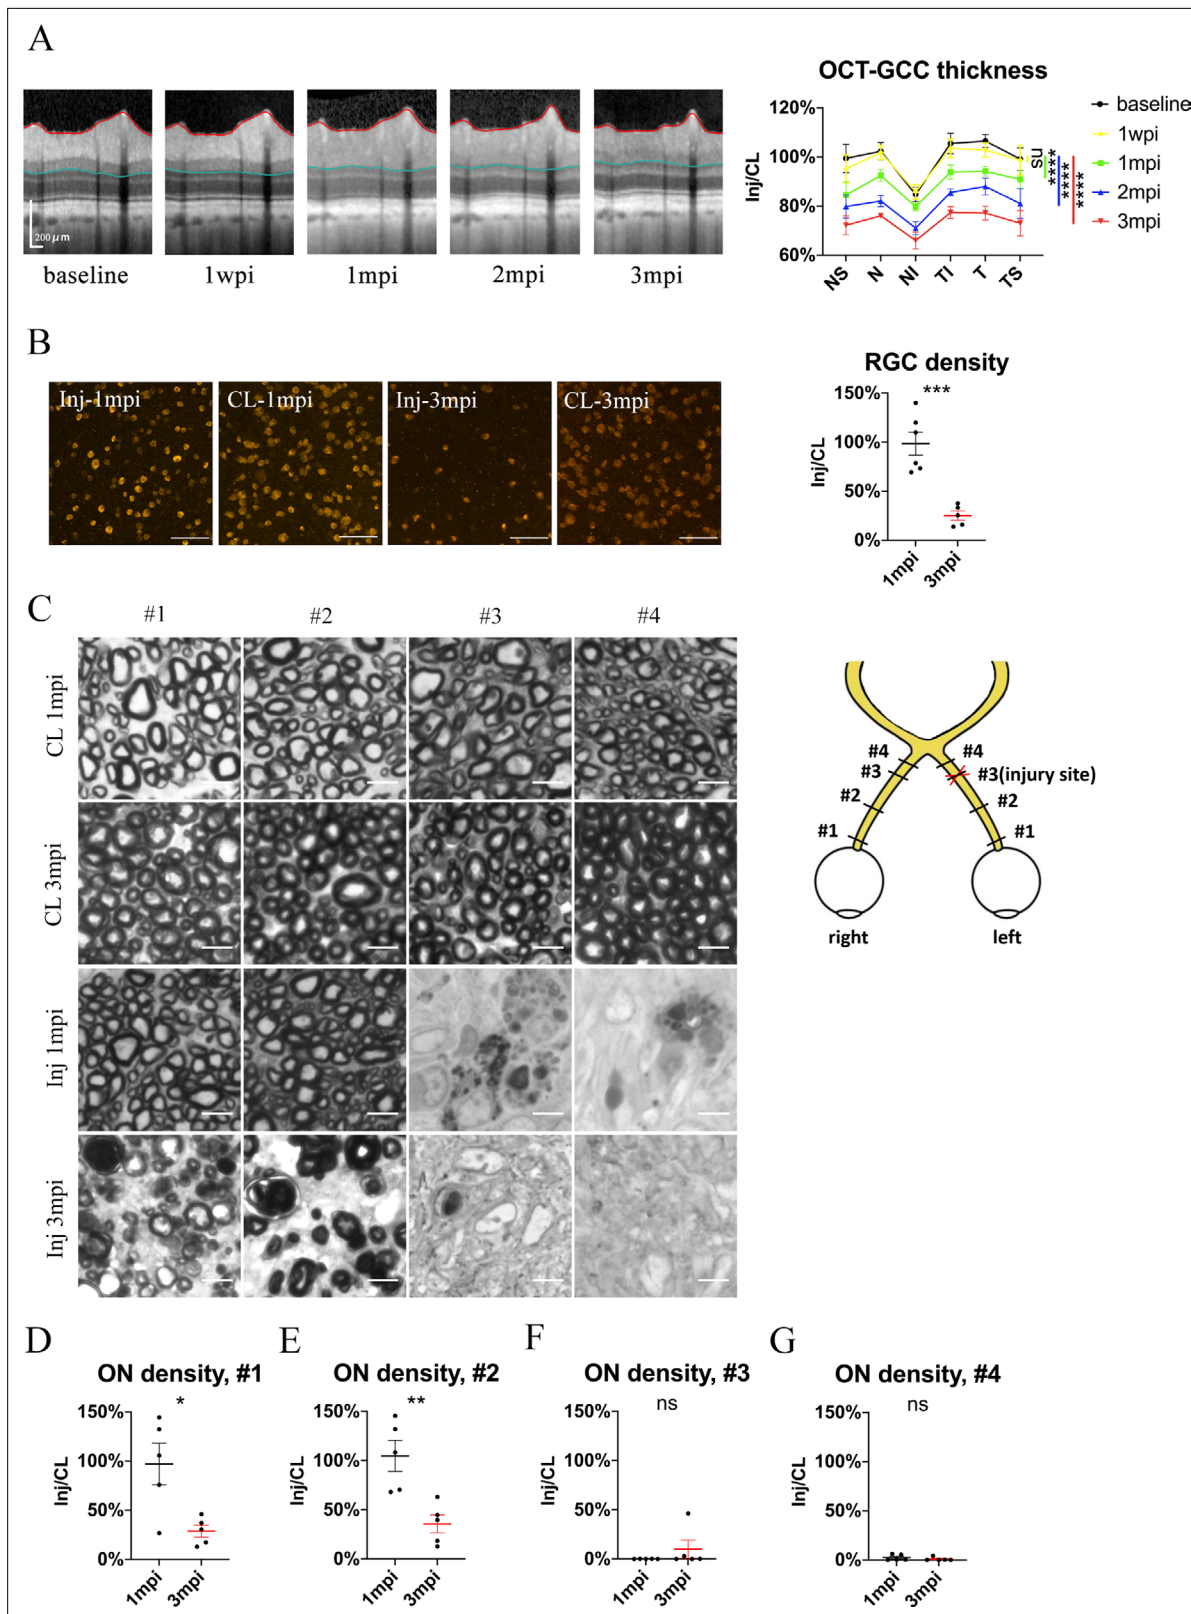 A
OCT-GCC thickness
120%
100%
80%
60%
Inj/CL
NS
N
NI
TI
T
TS
baseline
1wpi
1mpi
2mpi
3mpi
ns
****
****
****
200 μm
baseline
1wpi
1mpi
2mpi
3mpi
B
Inj-1mpi
CL-1mpi
Inj-3mpi
CL-3mpi
RGC density
***
150%
100%
50%
0%
Inj/CL
1mpi
3mpi
C
#1
#2
#3
#4
CL 1mpi
CL 3mpi
Inj 1mpi
Inj 3mpi
#4
#4
#3
#3(injury site)
#2
#2
#1
#1
right
left
D
ON density, #1
*
150%
100%
50%
0%
Inj/CL
1mpi
3mpi
E
ON density, #2
**
150%
100%
50%
0%
Inj/CL
1mpi
3mpi
F
ON density, #3
ns
150%
100%
50%
0%
Inj/CL
1mpi
3mpi
G
ON density, #4
ns
150%
100%
50%
0%
Inj/CL
1mpi
3mpi